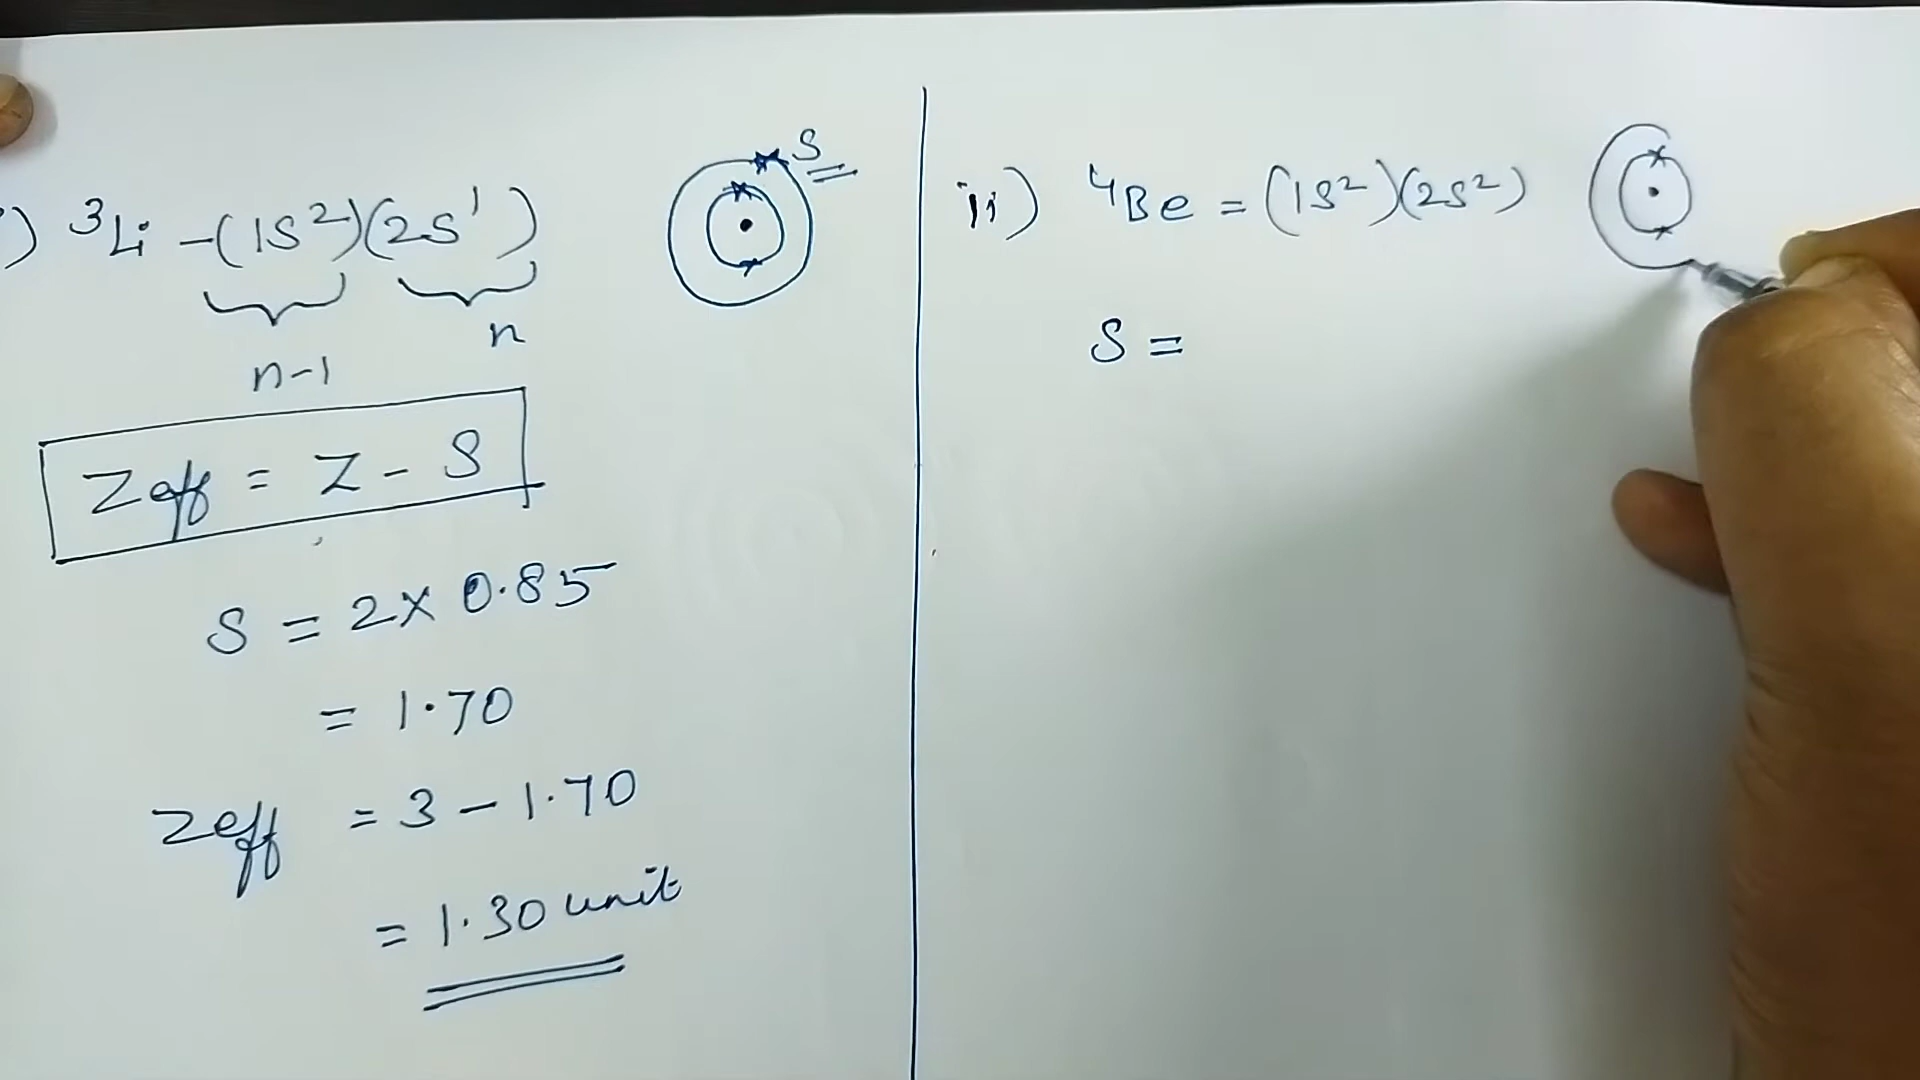 ) ³Li - (1S²)(2S¹)
S
n-1
n
Zeff = Z - S
S = 2 × 0.85
= 1.70
Zeff = 3 - 1.70
= 1.30 unit
ii) ⁴Be = (1S²)(2S²)
S =